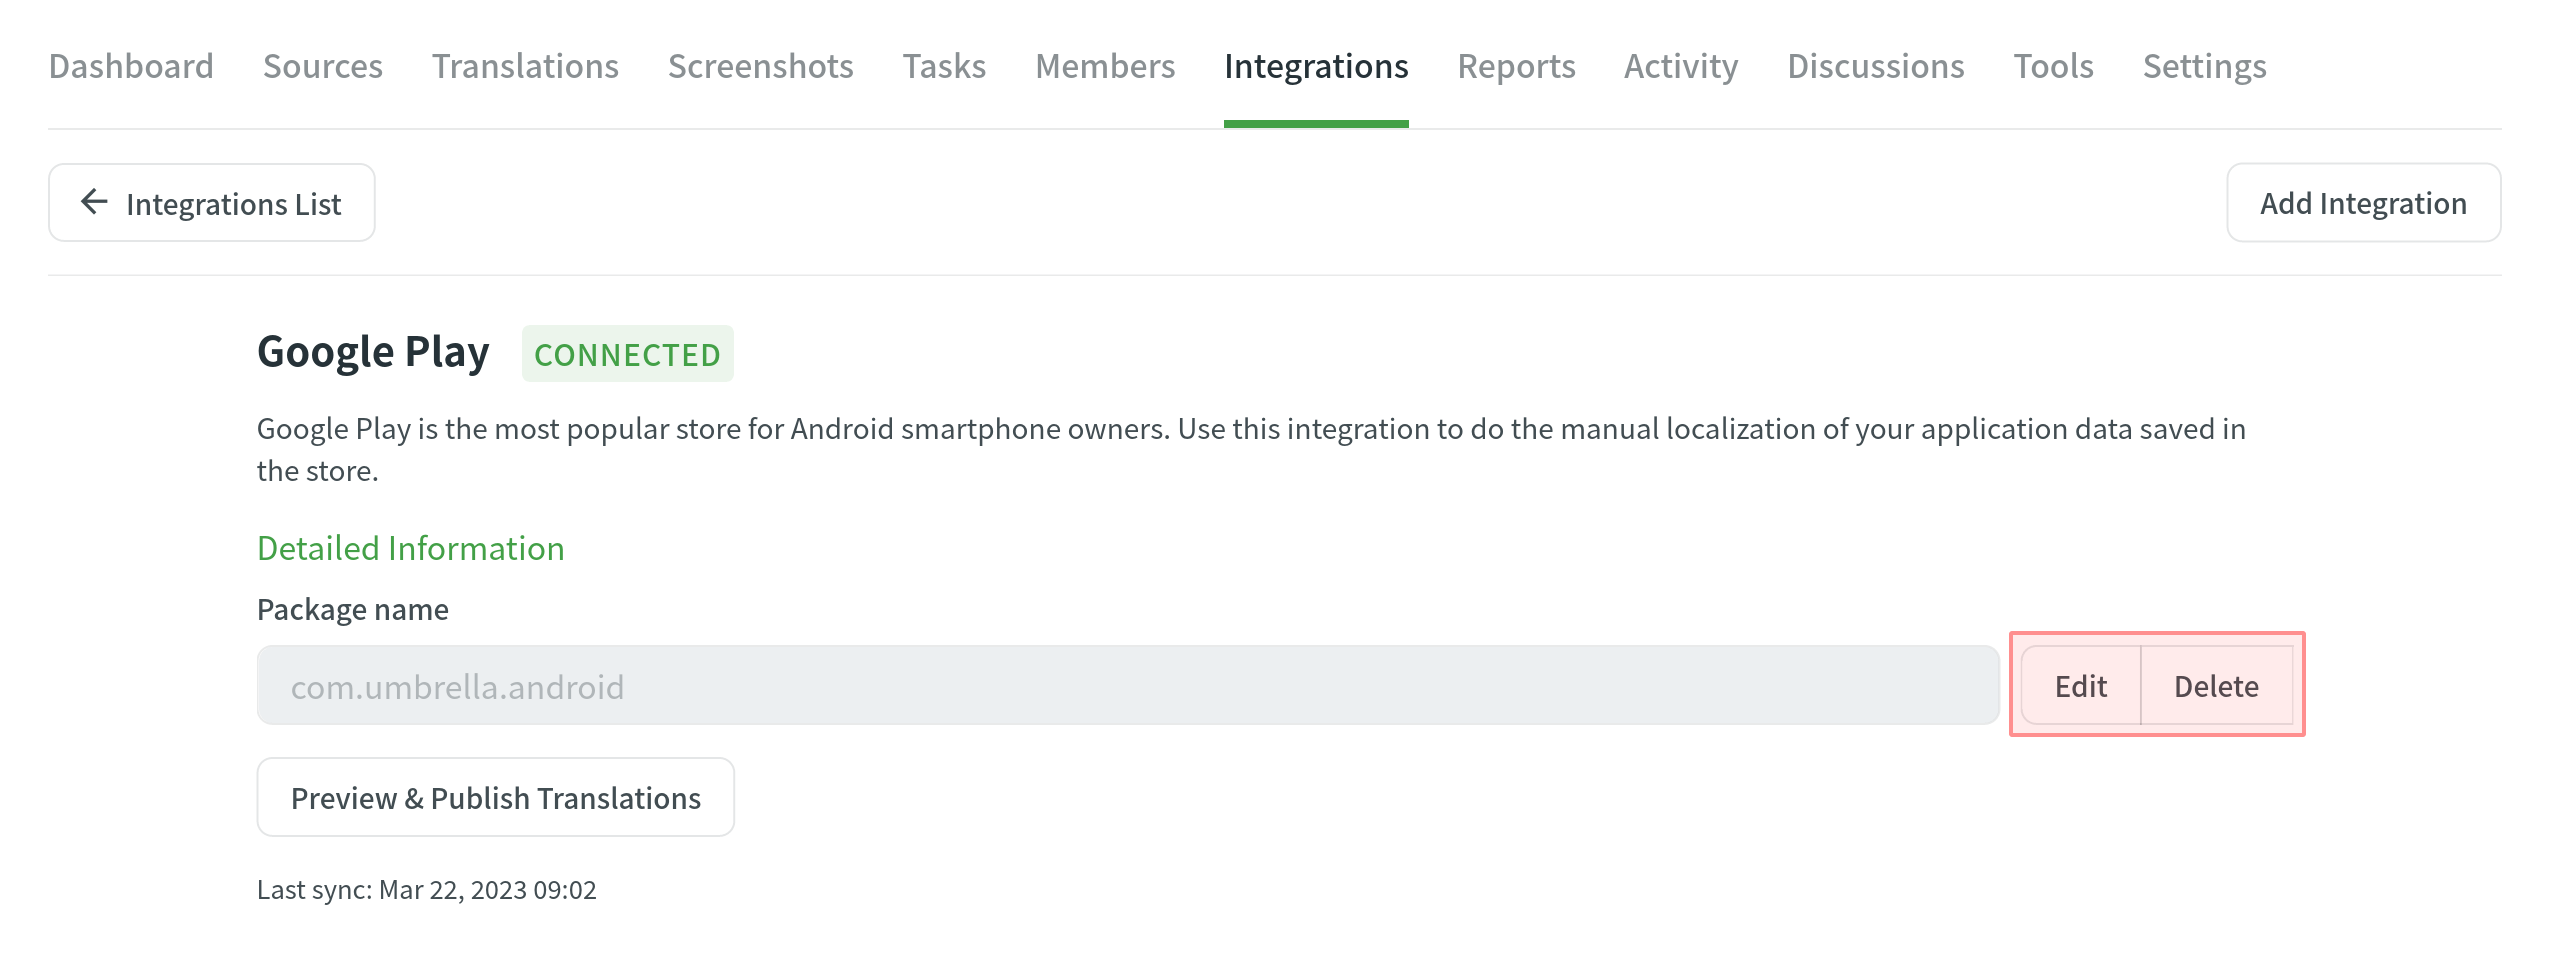 Dashboard Sources Translations Screenshots Tasks Members Integrations Reports Activity Discussions Tools Settings
Integrations List Add Integration
Google Play CONNECTED
Google Play is the most popular store for Android smartphone owners. Use this integration to do the manual localization of your application data saved in
the store.
Detailed Information
Package name
com.umbrella.android Edit Delete
Preview & Publish Translations
Last sync: Mar 22, 2023 09:02